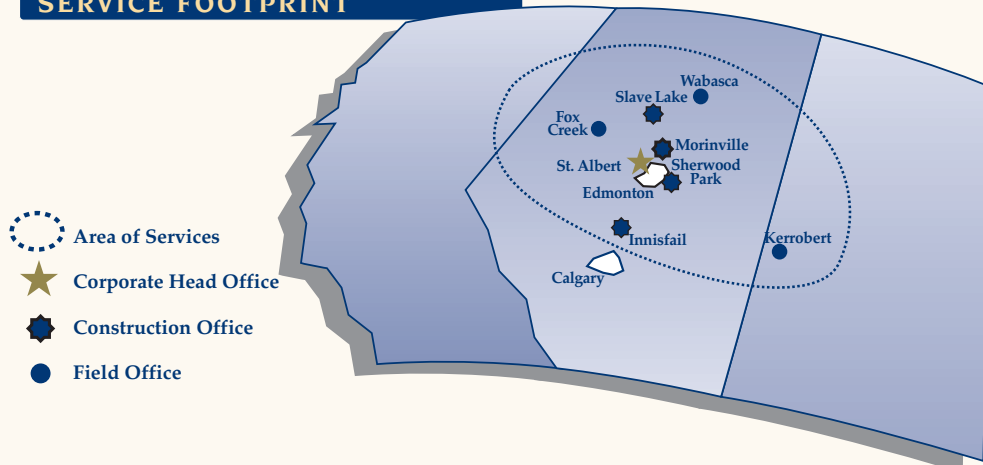 SERVICE FOOTPRINT
Wabasca
Slave Lake
Fox
Creek
Morinville
St. Albert
Sherwood
Park
Edmonton
Innisfail
Kerrobert
Calgary
Area of Services
Corporate Head Office
Construction Office
Field Office